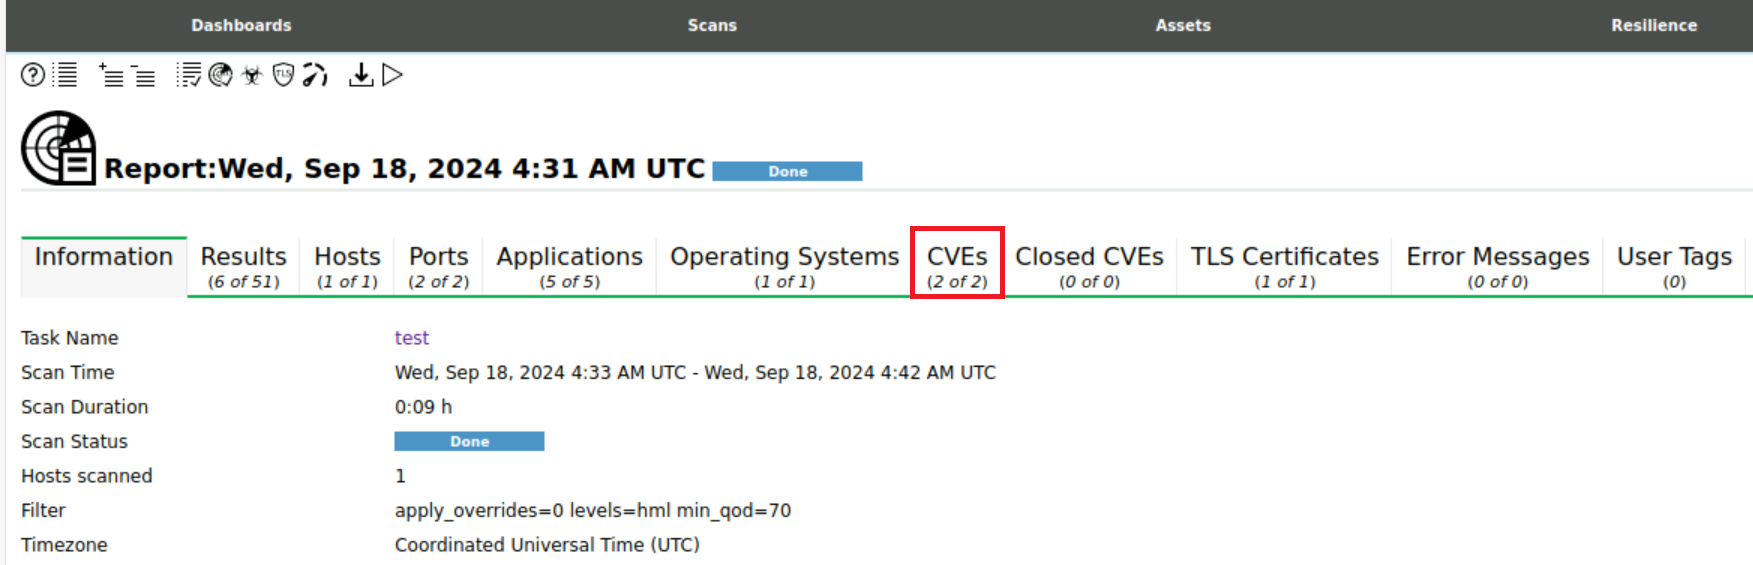 Dashboards Scans Assets Resilience
TLS
Report:Wed, Sep 18, 2024 4:31 AM UTC Done
Information Results Hosts Ports Applications Operating Systems CVEs Closed CVEs TLS Certificates Error Messages User Tags
(6 of 51) (1 of 1) (2 of 2) (5 of 5) (1 of 1) (2 of 2) (0 of 0) (1 of 1) (0 of 0) (0)
Task Name test
Scan Time Wed, Sep 18, 2024 4:33 AM UTC - Wed, Sep 18, 2024 4:42 AM UTC
Scan Duration 0:09 h
Scan Status Done
Hosts scanned 1
Filter apply_overrides=0 levels=hml min_qod=70
Timezone Coordinated Universal Time (UTC)